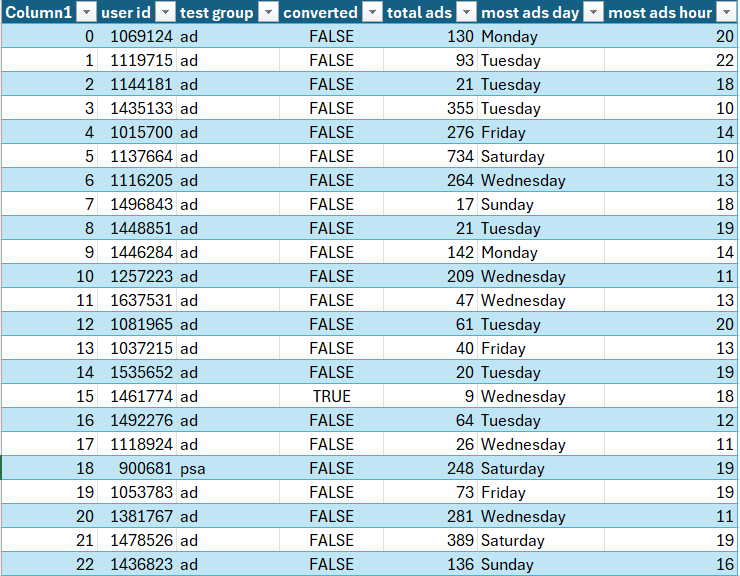 Column1 user id test group converted total ads most ads day most ads hour
0 1069124 ad FALSE 130 Monday 20
1 1119715 ad FALSE 93 Tuesday 22
2 1144181 ad FALSE 21 Tuesday 18
3 1435133 ad FALSE 355 Tuesday 10
4 1015700 ad FALSE 276 Friday 14
5 1137664 ad FALSE 734 Saturday 10
6 1116205 ad FALSE 264 Wednesday 13
7 1496843 ad FALSE 17 Sunday 18
8 1448851 ad FALSE 21 Tuesday 19
9 1446284 ad FALSE 142 Monday 14
10 1257223 ad FALSE 209 Wednesday 11
11 1637531 ad FALSE 47 Wednesday 13
12 1081965 ad FALSE 61 Tuesday 20
13 1037215 ad FALSE 40 Friday 13
14 1535652 ad FALSE 20 Tuesday 19
15 1461774 ad TRUE 9 Wednesday 18
16 1492276 ad FALSE 64 Tuesday 12
17 1118924 ad FALSE 26 Wednesday 11
18 900681 psa FALSE 248 Saturday 19
19 1053783 ad FALSE 73 Friday 19
20 1381767 ad FALSE 281 Wednesday 11
21 1478526 ad FALSE 389 Saturday 19
22 1436823 ad FALSE 136 Sunday 16